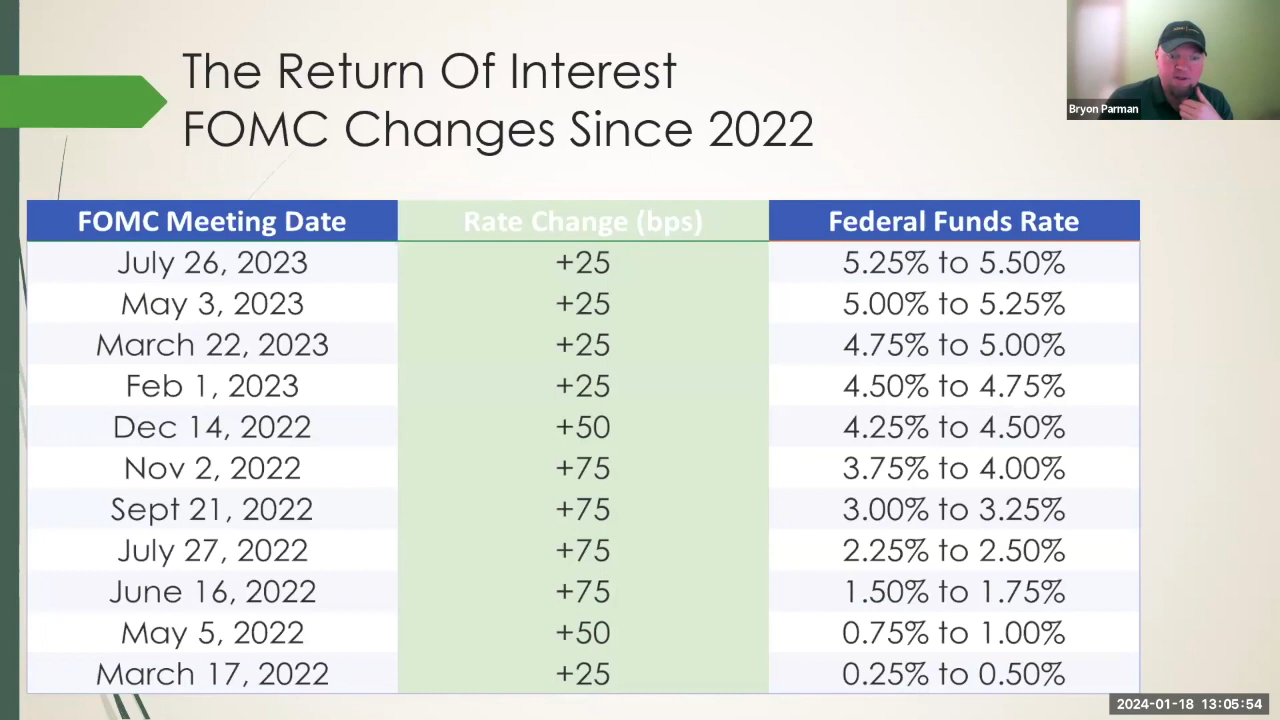 The Return Of Interest
FOMC Changes Since 2022
Bryon Parman
FOMC Meeting Date Rate Change (bps) Federal Funds Rate
July 26, 2023 +25 5.25% to 5.50%
May 3, 2023 +25 5.00% to 5.25%
March 22, 2023 +25 4.75% to 5.00%
Feb 1, 2023 +25 4.50% to 4.75%
Dec 14, 2022 +50 4.25% to 4.50%
Nov 2, 2022 +75 3.75% to 4.00%
Sept 21, 2022 +75 3.00% to 3.25%
July 27, 2022 +75 2.25% to 2.50%
June 16, 2022 +75 1.50% to 1.75%
May 5, 2022 +50 0.75% to 1.00%
March 17, 2022 +25 0.25% to 0.50%
2024-01-18 13:05:54